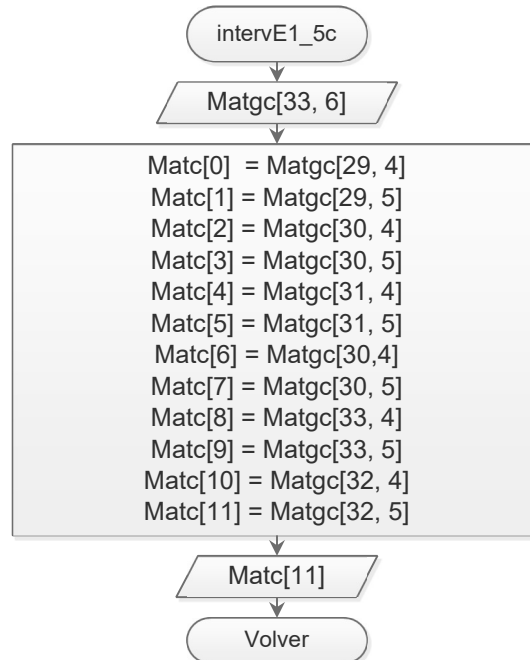 intervE1_5c
Matgc[33, 6]
Matc[0] = Matgc[29, 4]
Matc[1] = Matgc[29, 5]
Matc[2] = Matgc[30, 4]
Matc[3] = Matgc[30, 5]
Matc[4] = Matgc[31, 4]
Matc[5] = Matgc[31, 5]
Matc[6] = Matgc[30,4]
Matc[7] = Matgc[30, 5]
Matc[8] = Matgc[33, 4]
Matc[9] = Matgc[33, 5]
Matc[10] = Matgc[32, 4]
Matc[11] = Matgc[32, 5]
Matc[11]
Volver